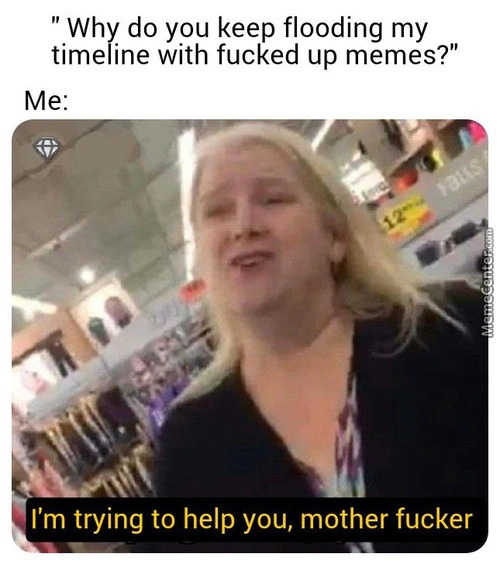 " Why do you keep flooding my
timeline with fucked up memes?"
Me:
12
MemeCenter.com
I'm trying to help you, mother fucker